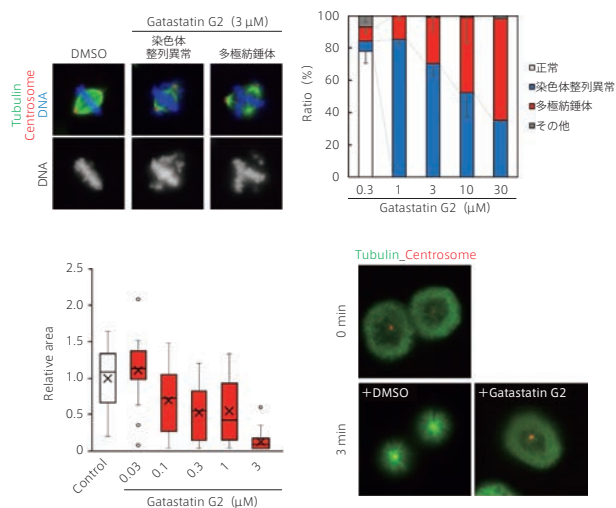 Gatastatin G2 (3 μM)
DMSO
染色体
整列異常
多極紡錘体
Tubulin
Centrosome
DNA
DNA
Ratio (%)
100
80
60
40
20
0
0.3
1
3
10
30
Gatastatin G2 (μM)
正常
染色体整列異常
多極紡錘体
その他
Relative area
2.5
2.0
1.5
1.0
0.5
0
Control
0.03
0.1
0.3
1
3
Gatastatin G2 (μM)
Tubulin_Centrosome
0 min
3 min
+DMSO
+Gatastatin G2